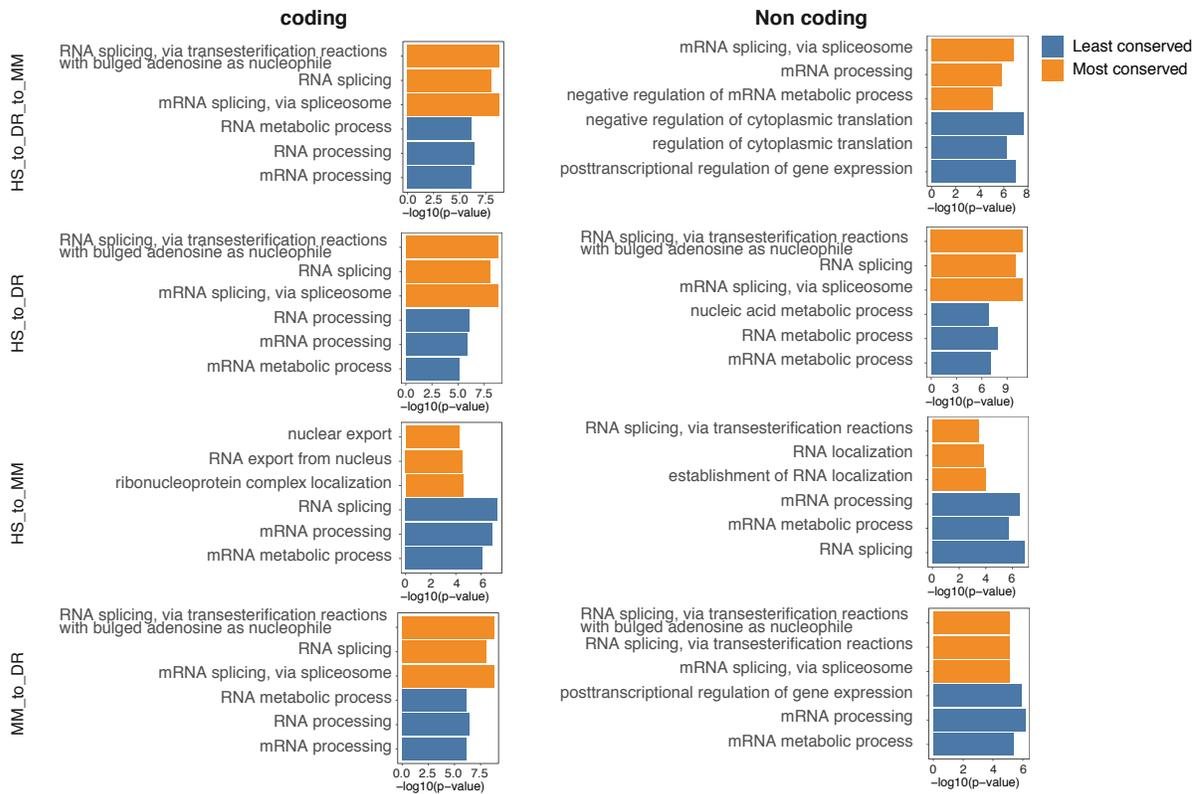 coding
Non coding
Least conserved
Most conserved
HS_to_DR_to_MM
RNA splicing, via transesterification reactions
with bulged adenosine as nucleophile
RNA splicing
mRNA splicing, via spliceosome
RNA metabolic process
RNA processing
mRNA processing
0.0 2.5 5.0 7.5
−log10(p−value)
mRNA splicing, via spliceosome
mRNA processing
negative regulation of mRNA metabolic process
negative regulation of cytoplasmic translation
regulation of cytoplasmic translation
posttranscriptional regulation of gene expression
0 2 4 6 8
−log10(p−value)
HS_to_DR
RNA splicing, via transesterification reactions
with bulged adenosine as nucleophile
RNA splicing
mRNA splicing, via spliceosome
RNA processing
mRNA processing
mRNA metabolic process
0.0 2.5 5.0 7.5
−log10(p−value)
RNA splicing, via transesterification reactions
with bulged adenosine as nucleophile
RNA splicing
mRNA splicing, via spliceosome
nucleic acid metabolic process
RNA metabolic process
mRNA metabolic process
0 3 6 9
−log10(p−value)
HS_to_MM
nuclear export
RNA export from nucleus
ribonucleoprotein complex localization
RNA splicing
mRNA processing
mRNA metabolic process
0 2 4 6
−log10(p−value)
RNA splicing, via transesterification reactions
RNA localization
establishment of RNA localization
mRNA processing
mRNA metabolic process
RNA splicing
0 2 4 6
−log10(p−value)
MM_to_DR
RNA splicing, via transesterification reactions
with bulged adenosine as nucleophile
RNA splicing
mRNA splicing, via spliceosome
RNA metabolic process
RNA processing
mRNA processing
0.0 2.5 5.0 7.5
−log10(p−value)
RNA splicing, via transesterification reactions
with bulged adenosine as nucleophile
RNA splicing, via transesterification reactions
mRNA splicing, via spliceosome
posttranscriptional regulation of gene expression
mRNA processing
mRNA metabolic process
0 2 4 6
−log10(p−value)